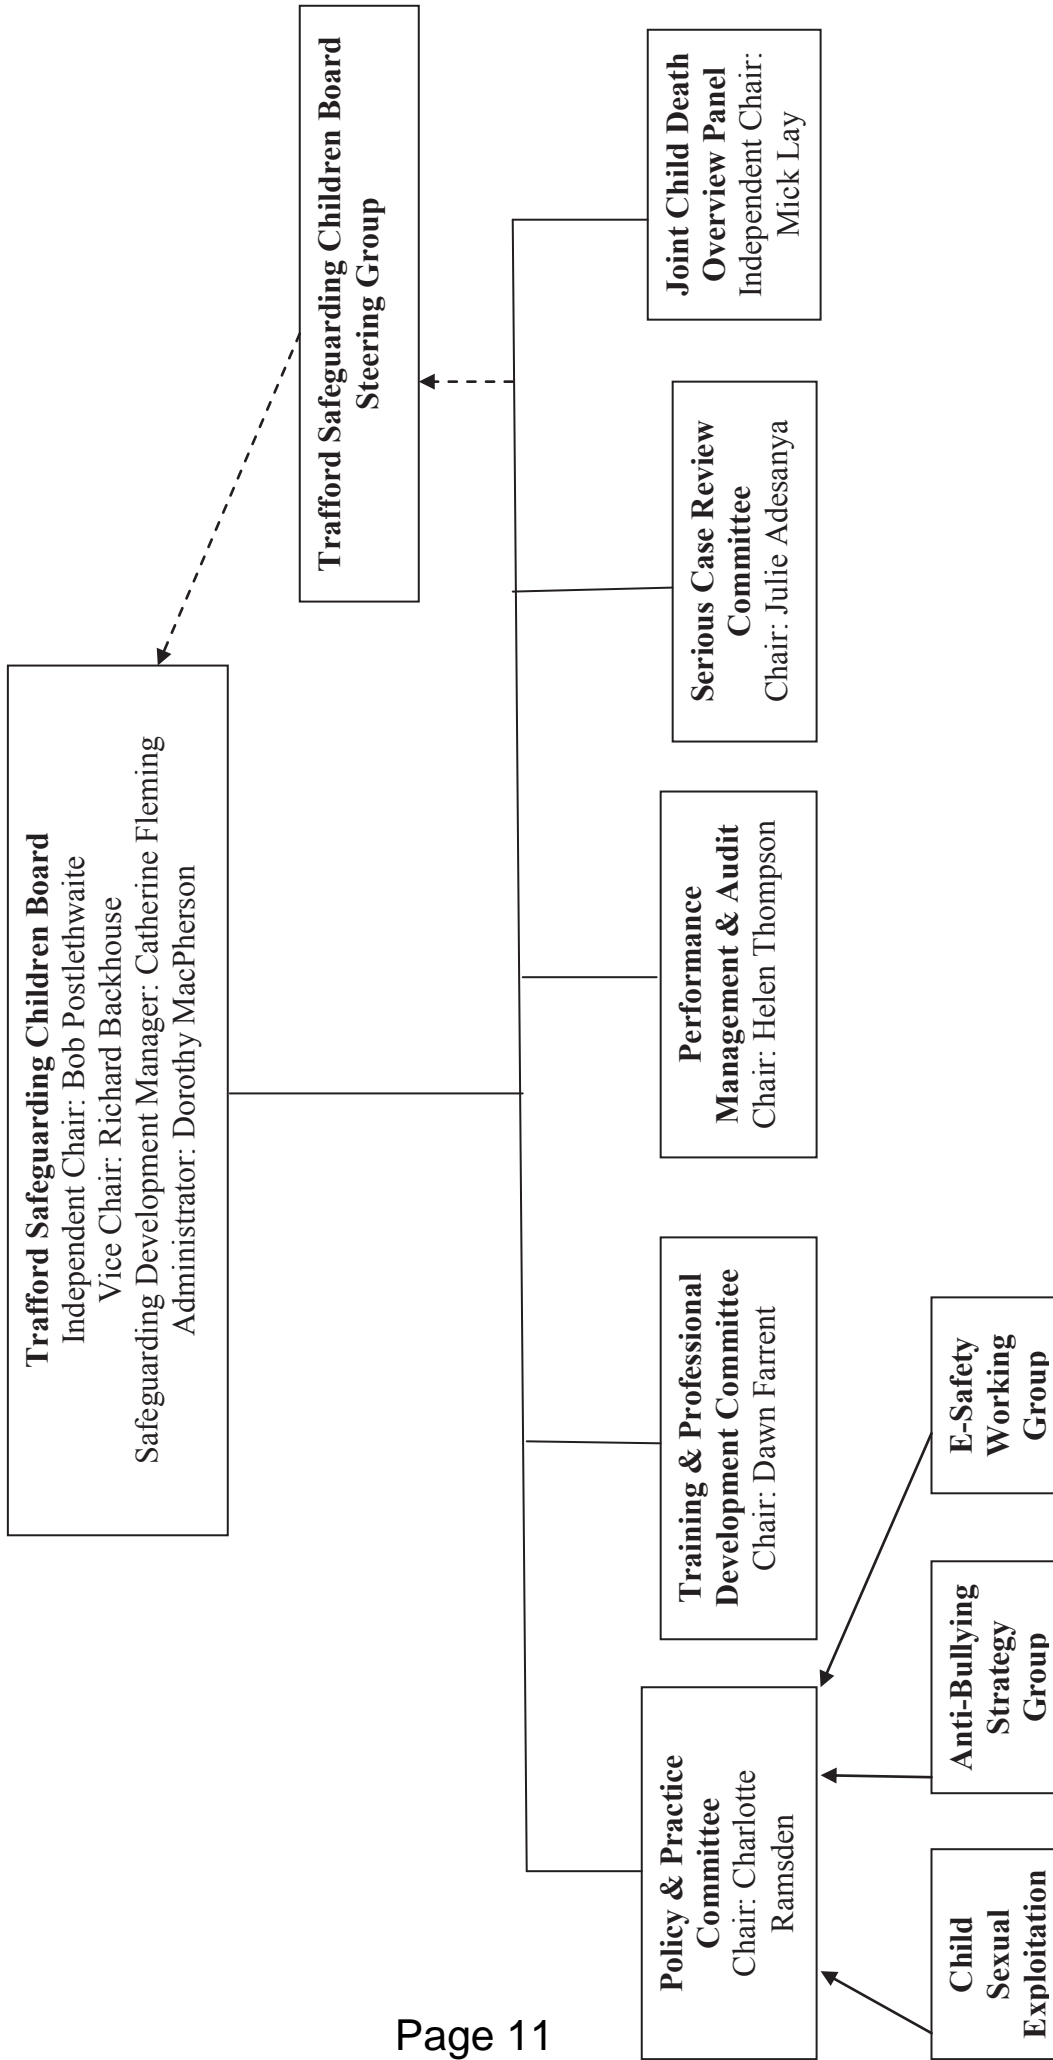 Trafford Safeguarding Children Board
Independent Chair: Bob Postlethwaite
Vice Chair: Richard Backhouse
Safeguarding Development Manager: Catherine Fleming
Administrator: Dorothy MacPherson
Trafford Safeguarding Children Board
Steering Group
Policy & Practice
Committee
Chair: Charlotte
Ramsden
Training & Professional
Development Committee
Chair: Dawn Farrent
Performance
Management & Audit
Chair: Helen Thompson
Serious Case Review
Committee
Chair: Julie Adesanya
Joint Child Death
Overview Panel
Independent Chair:
Mick Lay
Child
Sexual
Exploitation
Anti-Bullying
Strategy
Group
E-Safety
Working
Group
Page 11